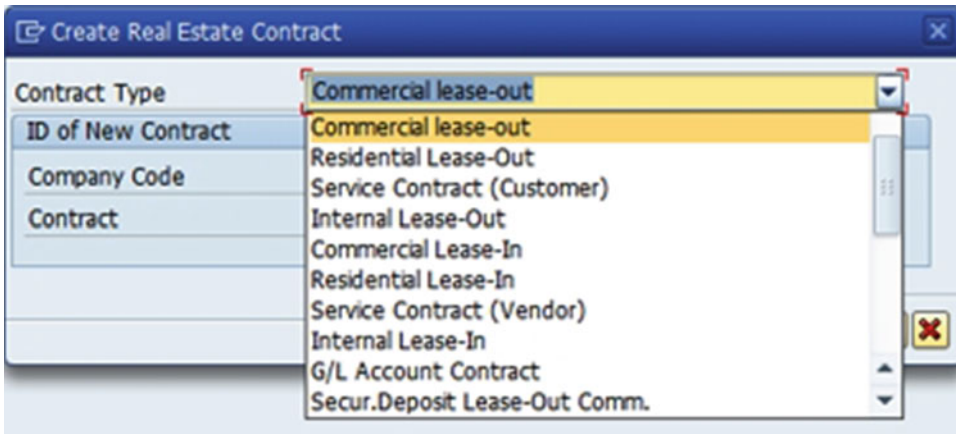 Create Real Estate Contract
Contract Type
Commercial lease-out
Commercial lease-out
Residential Lease-Out
Service Contract (Customer)
Internal Lease-Out
Commercial Lease-In
Residential Lease-In
Service Contract (Vendor)
Internal Lease-In
G/L Account Contract
Secur.Deposit Lease-Out Comm.
ID of New Contract
Company Code
Contract